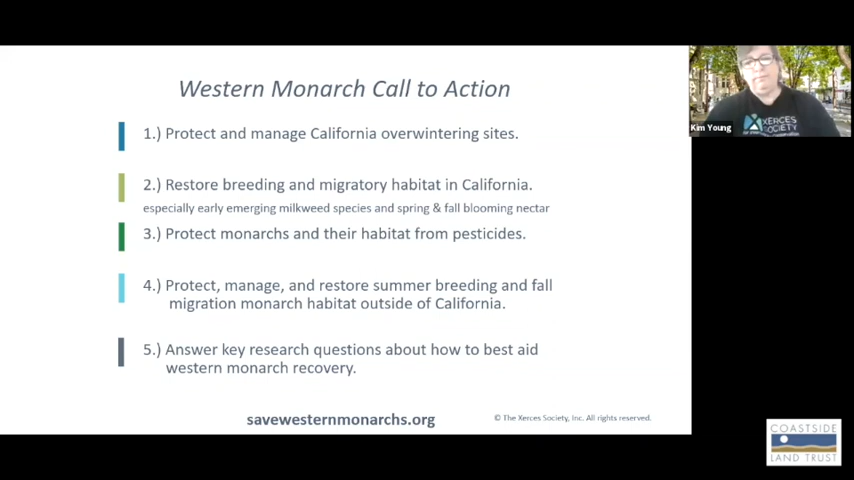 Western Monarch Call to Action
1.) Protect and manage California overwintering sites.
2.) Restore breeding and migratory habitat in California.
especially early emerging milkweed species and spring & fall blooming nectar
3.) Protect monarchs and their habitat from pesticides.
4.) Protect, manage, and restore summer breeding and fall
migration monarch habitat outside of California.
5.) Answer key research questions about how to best aid
western monarch recovery.
savewesternmonarchs.org
© The Xerces Society, Inc. All rights reserved.
Kim Young
XERCES
SOCIETY
COASTSIDE
LAND TRUST